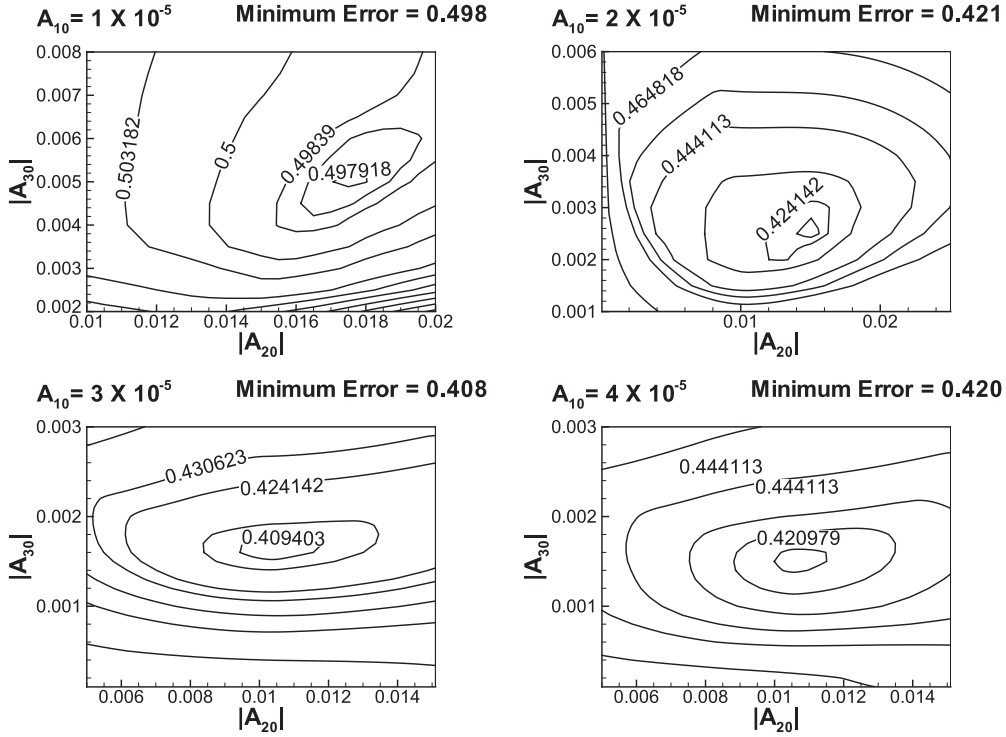 A10 = 1 X 10-5 Minimum Error = 0.498
0.008
0.007
0.006
0.005
0.004
0.003
0.002
|A30|
0.503182
0.5
0.49839
0.497918
0.01 0.012 0.014 0.016 0.018 0.02
|A20|
A10 = 2 X 10-5 Minimum Error = 0.421
0.006
0.005
0.004
0.003
0.002
0.001
|A30|
0.464818
0.444113
0.424142
0.01 0.02
|A20|
A10 = 3 X 10-5 Minimum Error = 0.408
0.003
0.002
0.001
|A30|
0.430623
0.424142
0.409403
0.006 0.008 0.01 0.012 0.014
|A20|
A10 = 4 X 10-5 Minimum Error = 0.420
0.003
0.002
0.001
|A30|
0.444113
0.444113
0.420979
0.006 0.008 0.01 0.012 0.014
|A20|